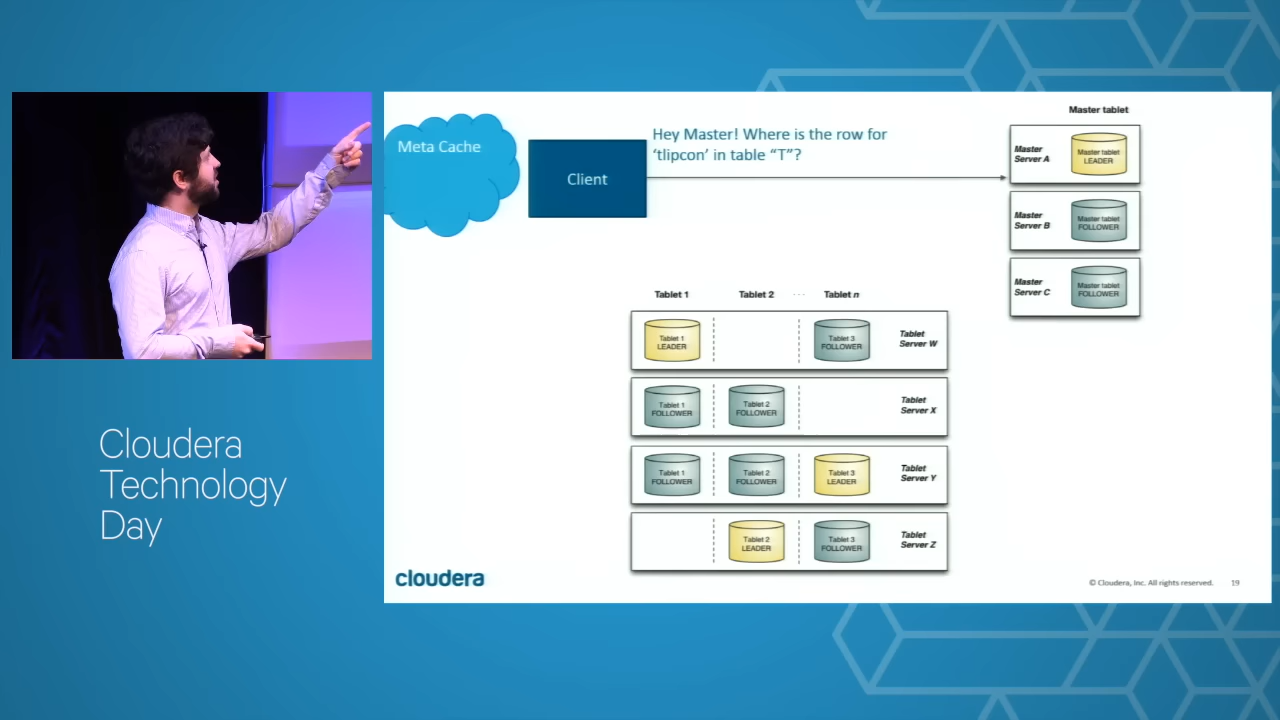 Cloudera
Technology
Day
Meta Cache
Client
Hey Master! Where is the row for
‘tlipcon’ in table “T”?
Master tablet
Master
Server A
Master tablet
LEADER
Master
Server B
Master tablet
FOLLOWER
Master
Server C
Master tablet
FOLLOWER
Tablet 1
Tablet 2
...
Tablet n
Tablet 1
LEADER
Tablet 3
FOLLOWER
Tablet
Server W
Tablet 1
FOLLOWER
Tablet 2
FOLLOWER
Tablet
Server X
Tablet 1
FOLLOWER
Tablet 2
FOLLOWER
Tablet 3
LEADER
Tablet
Server Y
Tablet 2
LEADER
Tablet 3
FOLLOWER
Tablet
Server Z
cloudera
© Cloudera, Inc. All rights reserved. 19